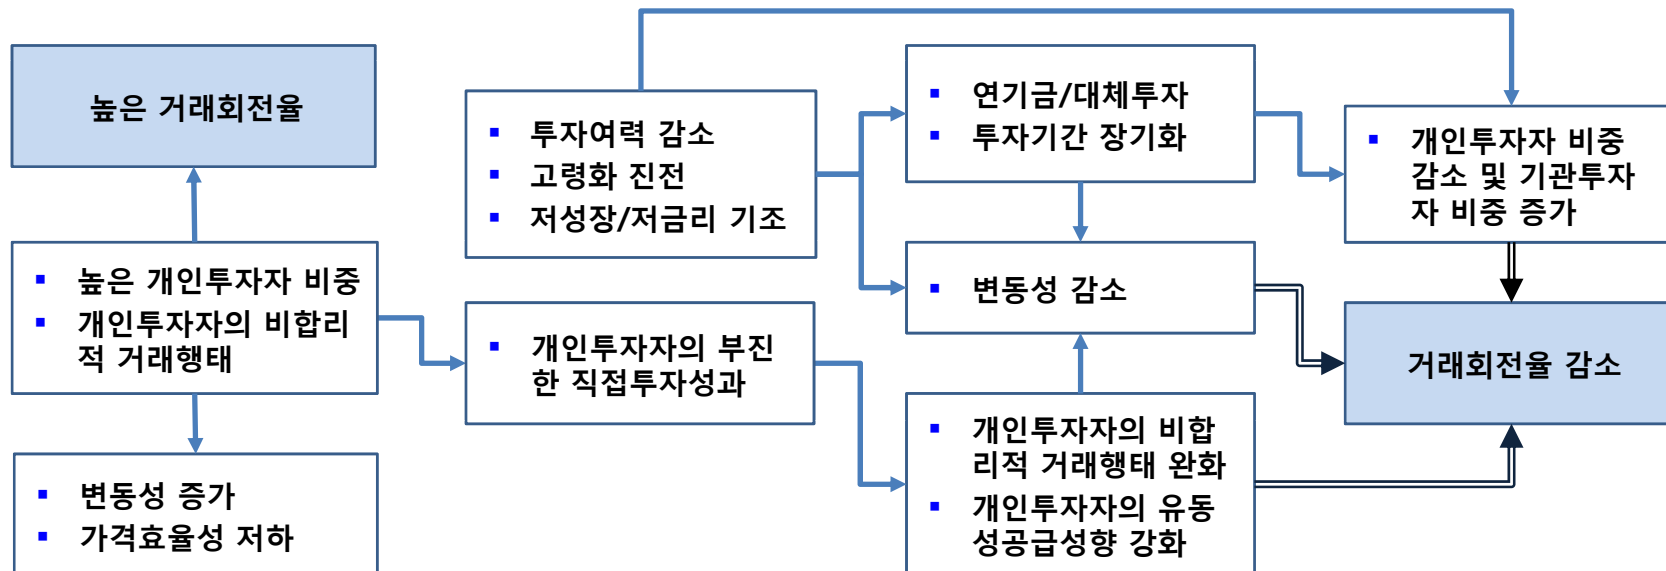 높은 거래회전율
▪ 높은 개인투자자 비중
▪ 개인투자자의 비합리
적 거래행태
▪ 변동성 증가
▪ 가격효율성 저하
▪ 투자여력 감소
▪ 고령화 진전
▪ 저성장/저금리 기조
▪ 개인투자자의 부진
한 직접투자성과
▪ 연기금/대체투자
▪ 투자기간 장기화
▪ 변동성 감소
▪ 개인투자자의 비합
리적 거래행태 완화
▪ 개인투자자의 유동
성공급성향 강화
▪ 개인투자자 비중
감소 및 기관투자
자 비중 증가
거래회전율 감소